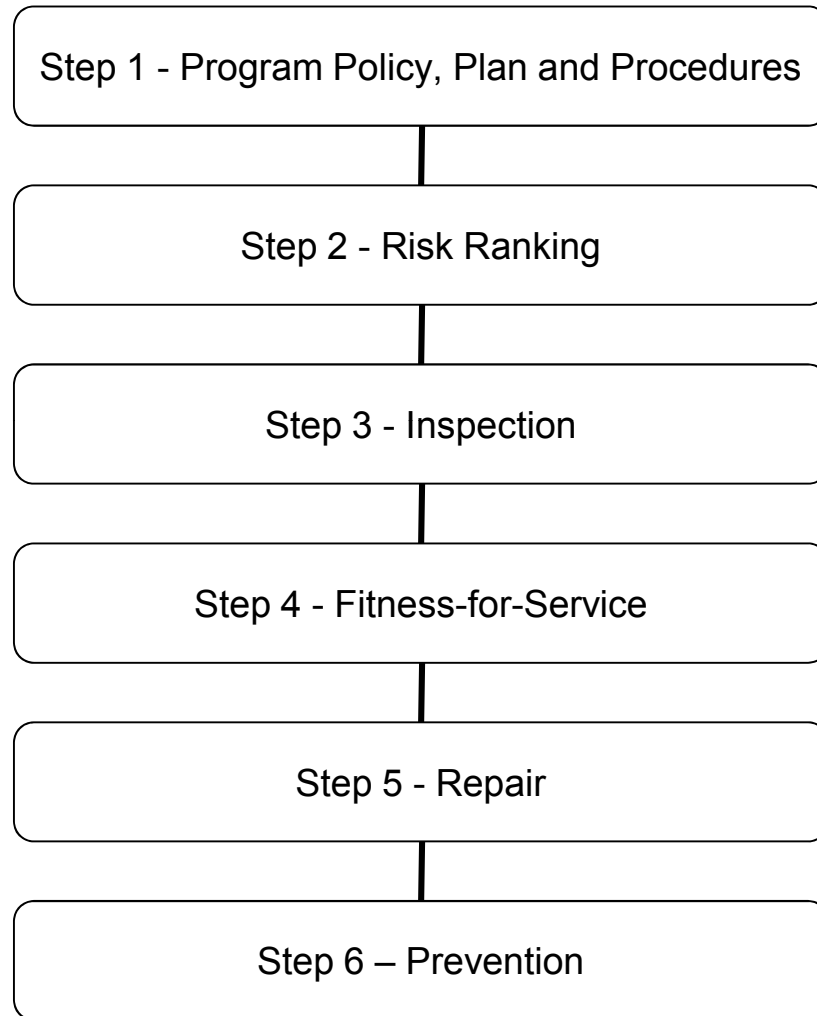 Step 1 - Program Policy, Plan and Procedures
Step 2 - Risk Ranking
Step 3 - Inspection
Step 4 - Fitness-for-Service
Step 5 - Repair
Step 6 – Prevention